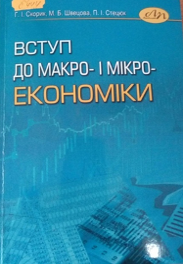 Г. І. Скорик, М. Б. Швецова, П. І. Стецюк
ВСТУП
ДО МАКРО- І МІКРО-
ЕКОНОМІКИ